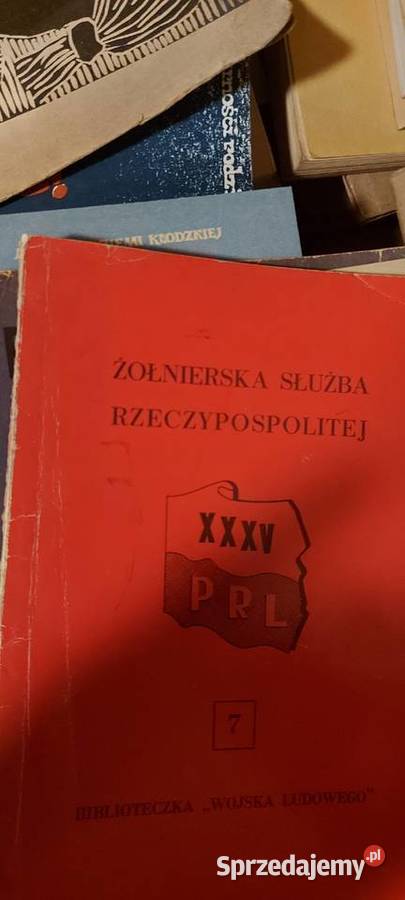 ZIEMI KŁODZKIEJ
ŻOŁNIERSKA SŁUŻBA
RZECZYPOSPOLITEJ
XXXV
PRL
7
BIBLIOTECZKA „WOJSKA LUDOWEGO”
Sprzedajemy.pl